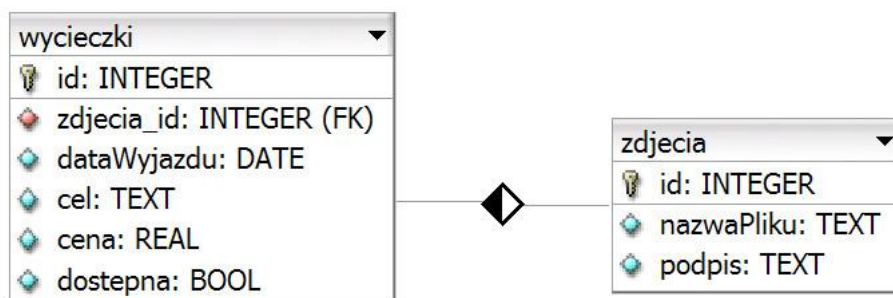 wycieczki
id: INTEGER
zdjecia_id: INTEGER (FK)
dataWyjazdu: DATE
cel: TEXT
cena: REAL
dostepna: BOOL
zdjecia
id: INTEGER
nazwaPliku: TEXT
podpis: TEXT